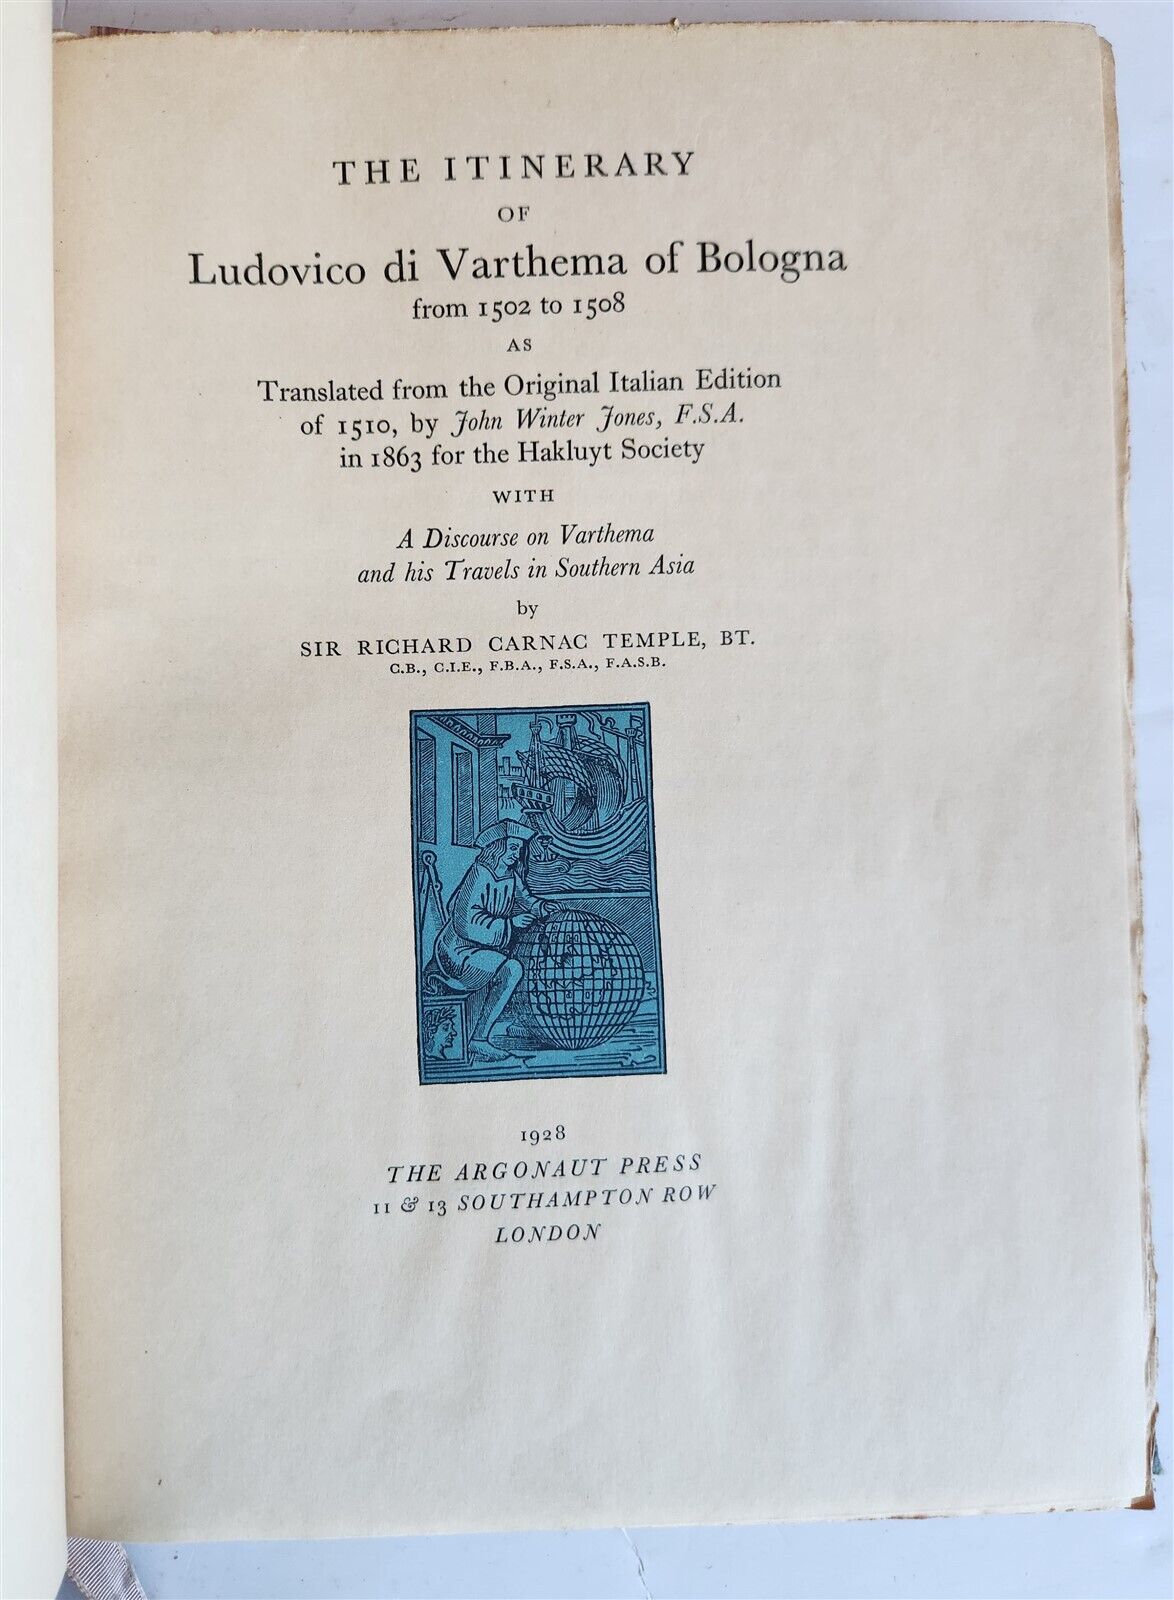 THE ITINERARY
OF
Ludovico di Varthema of Bologna
from 1502 to 1508
AS
Translated from the Original Italian Edition
of 1510, by John Winter Jones, F.S.A.
in 1863 for the Hakluyt Society
WITH
A Discourse on Varthema
and his Travels in Southern Asia
by
SIR RICHARD CARNAC TEMPLE, BT.
C.B., C.I.E., F.B.A., F.S.A., F.A.S.B.
1928
THE ARGONAUT PRESS
11 & 13 SOUTHAMPTON ROW
LONDON